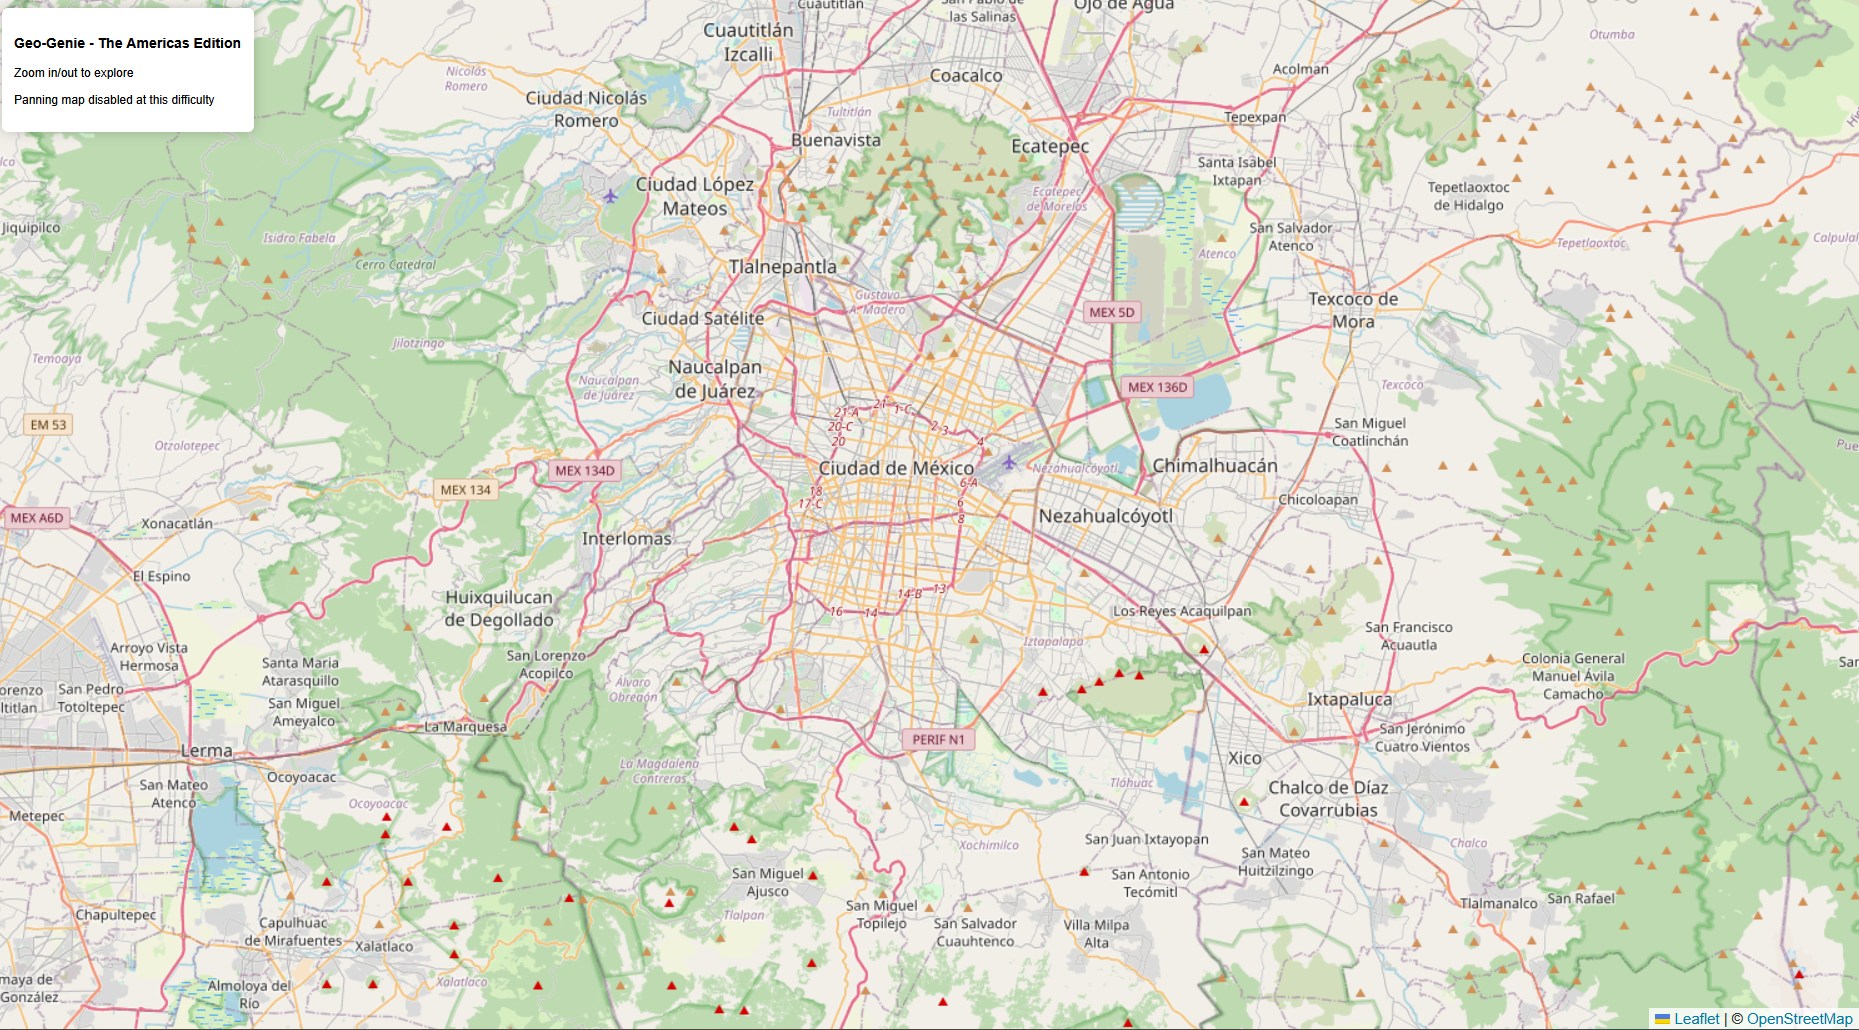 Geo-Genie - The Americas Edition
Zoom in/out to explore
Panning map disabled at this difficulty
Cuautitlán
las Salinas
Ojo de Agua
Cuautitlán
Izcalli
Otumba
Nicolás
Romero
Coacalco
Acolman
Ciudad Nicolás
Romero
Tultitlán
Tepexpan
Buenavista
Ecatepec
Santa Isabel
Ixtapan
Ciudad López
Mateos
Ecatepec
de Morelos
Tepetlaoxtoc
de Hidalgo
Jiquipilco
Isidro Fabela
San Salvador
Atenco
Tepetlaoxtoc
Calpulal
Cerro Catedral
Tlalnepantla
Atenco
Gustavo
A. Madero
Texcoco de
Mora
Ciudad Satélite
MEX 5D
Jilotzingo
Temoaya
Naucalpan
de Juárez
Naucalpan
de Juárez
MEX 136D
Texcoco
EM 53
21-A
21
1-C
20-C
2
3
20
4
San Miguel
Coatlinchán
Otzolotepec
MEX 134D
Ciudad de México
Nezahualcóyotl
Chimalhuacán
MEX 134
6-A
18
17-C
6
8
Chicoloapan
MEX A6D
Xonacatlán
Nezahualcóyotl
Interlomas
El Espino
Huixquilucan
de Degollado
14-B
13
16
14
Los Reyes Acaquilpan
Iztapalapa
San Francisco
Acuautla
Arroyo Vista
Hermosa
Santa Maria
Atarasquillo
San Lorenzo
Acopilco
Colonia General
Manuel Ávila
Camacho
San Pedro
Totoltepec
Alvaro
Obregón
San Miguel
Ameyalco
Ixtapaluca
La Marquesa
PERIF N1
San Jerónimo
Cuatro Vientos
Lerma
Xico
La Magdalena
Contreras
Ocoyoacac
Tláhuac
Chalco de Díaz
Covarrubias
San Mateo
Atenco
Ocoyoacac
Metepec
San Juan Ixtayopan
Xochimilco
Chalco
San Mateo
Huitzilzingo
San Miguel
Ajusco
San Antonio
Tecómitl
Tlalmanalco
San Rafael
Chapultepec
Tlalpan
San Miguel
Topilejo
Capulhuac
de Mirafuentes
Xalatlaco
San Salvador
Cuauhtenco
Villa Milpa
Alta
maya de
González
Almoloya del
Río
Xalatlaco
Leaflet | © OpenStreetMap